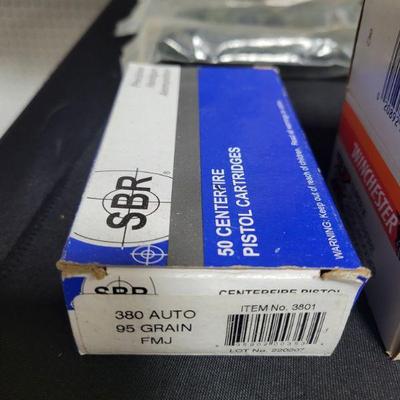 SBR
50 CENTERFIRE
PISTOL CARTRIDGES
WARNING: Keep out of reach of children.
SBR
CENTERFIRE PISTOL
380 AUTO
95 GRAIN
FMJ
ITEM No. 3801
LOT No. 220207
WINCHESTER